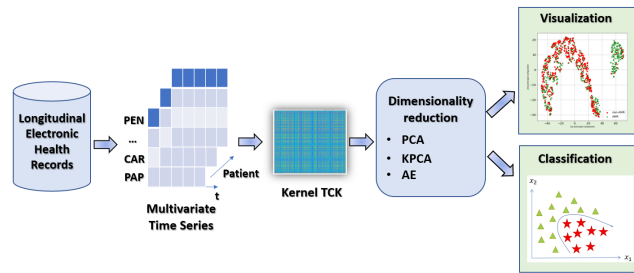 Longitudinal
Electronic
Health
Records
PEN
...
CAR
PAP
Patient
t
Multivariate
Time Series
Kernel TCK
Dimensionality
reduction
• PCA
• KPCA
• AE
Visualization
Classification
x₂
x₁